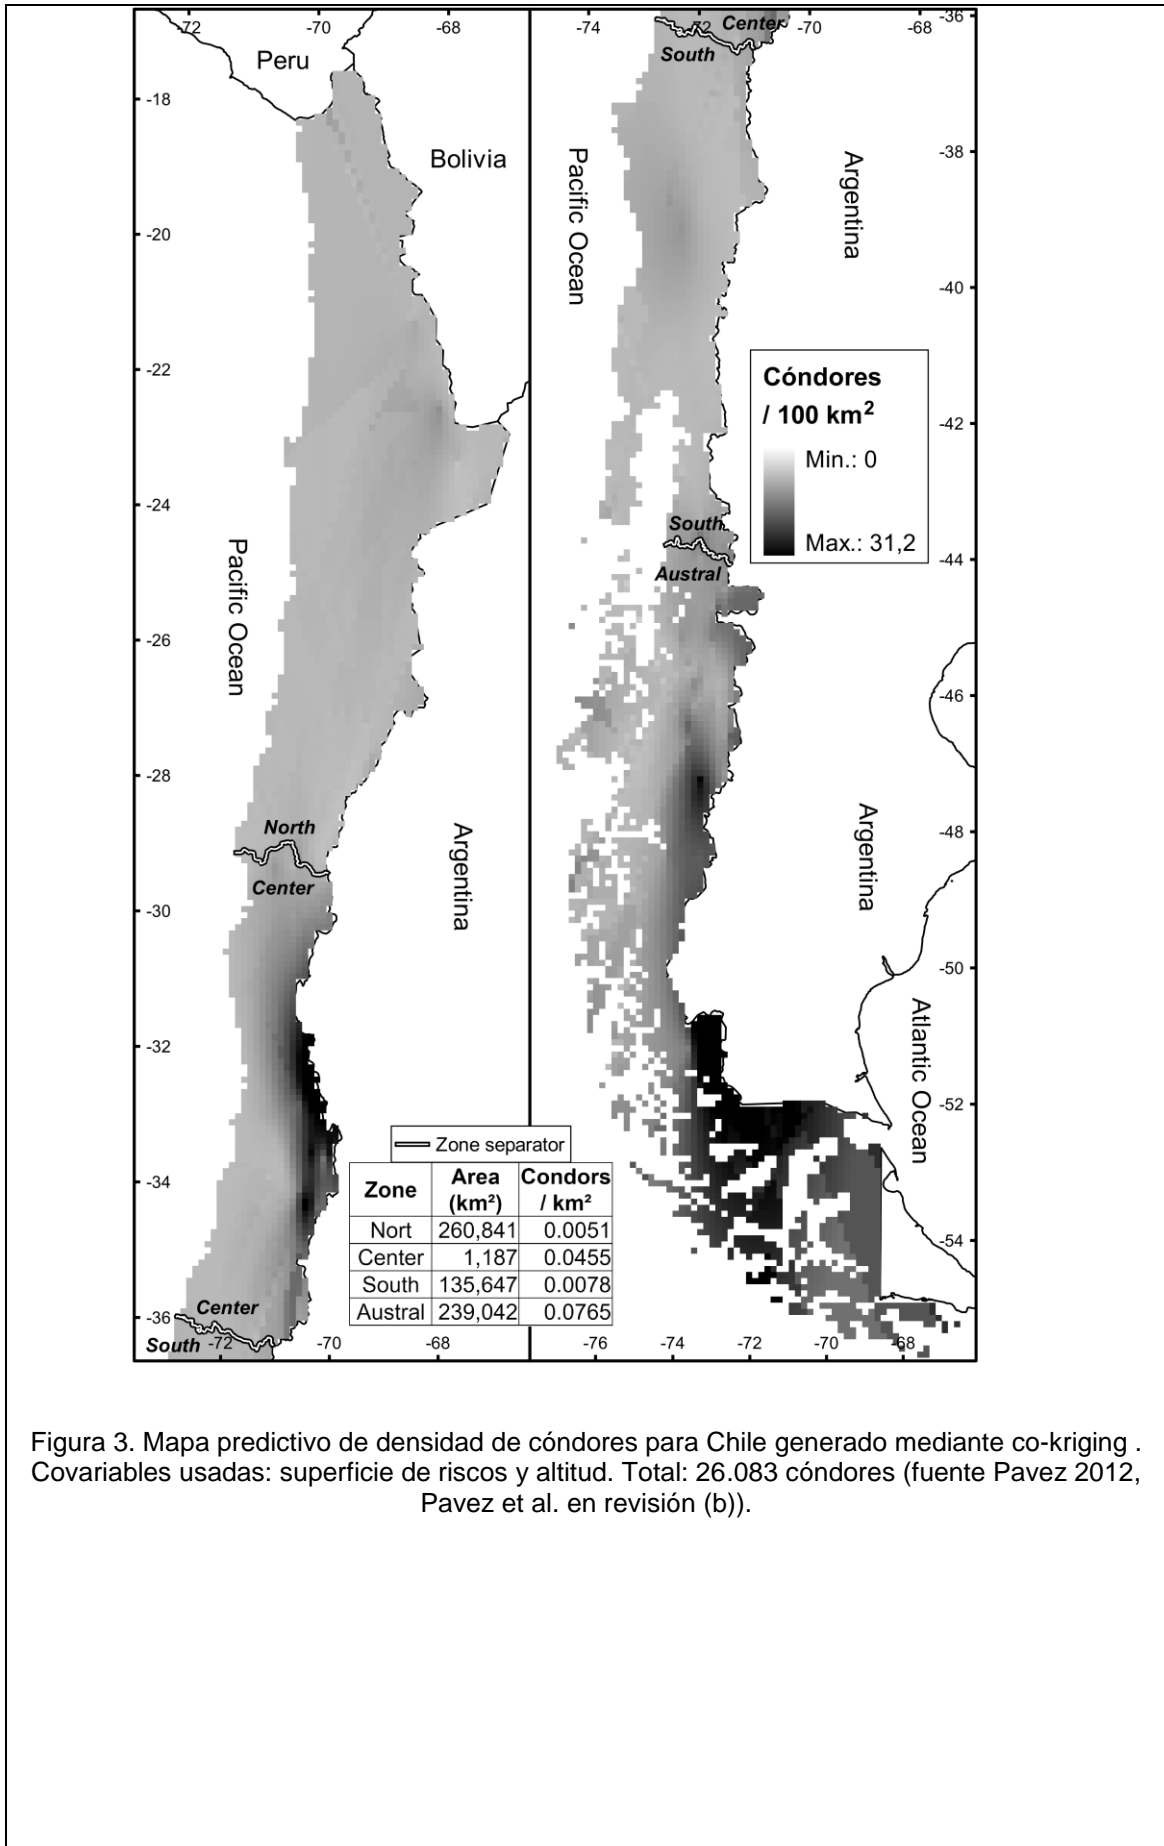 -72
-70
-68
Peru
Bolivia
-18
-20
-22
-24
-26
-28
-30
-32
-34
-36
Pacific Ocean
Argentina
North
Center
Center
South
-72
-70
-68
-74
-72
Center
-70
-68
-36
South
Pacific Ocean
Argentina
-38
-40
-42
-44
-46
-48
-50
-52
-54
Cóndores
/ 100 km²
Min.: 0
Max.: 31,2
South
Austral
Argentina
Atlantic Ocean
-76
-74
-72
-70
-68
Zone separator
Zone Area (km²) Condors / km²
Nort 260,841 0.0051
Center 1,187 0.0455
South 135,647 0.0078
Austral 239,042 0.0765
Figura 3. Mapa predictivo de densidad de cóndores para Chile generado mediante co-kriging .
Covariables usadas: superficie de riscos y altitud. Total: 26.083 cóndores (fuente Pavez 2012,
Pavez et al. en revisión (b)).